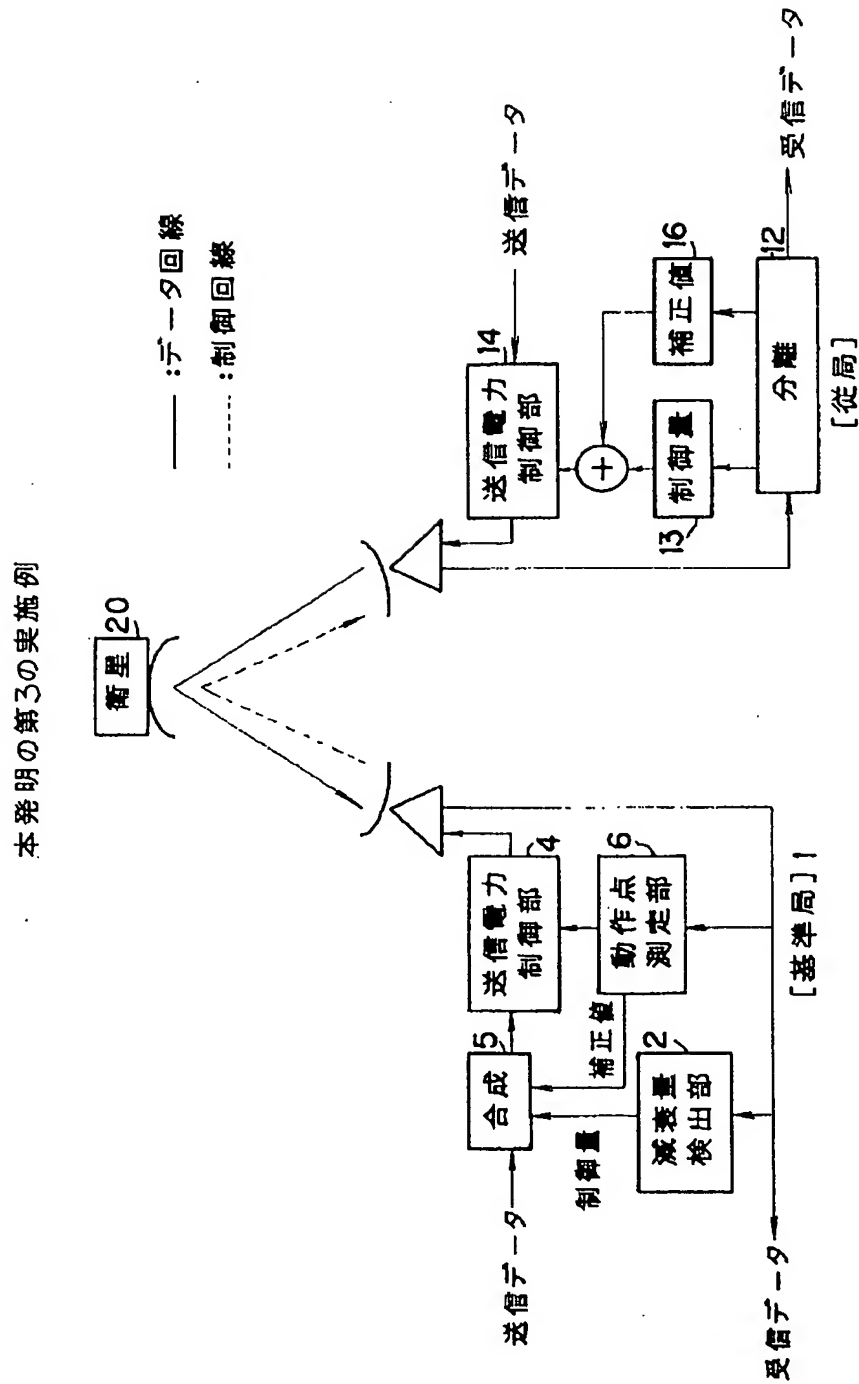 本発明の第3の実施例
衛星
20
:データ回線
:制御回線
送信データ
合成
5
送信電力
制御部
4
制御量
補正値
減衰量
検出部
2
動作点
測定部
6
受信データ
[基準局]1
送信電力
制御部
14
送信データ
+
制御量
13
補正値
16
分離
12
受信データ
[従局]